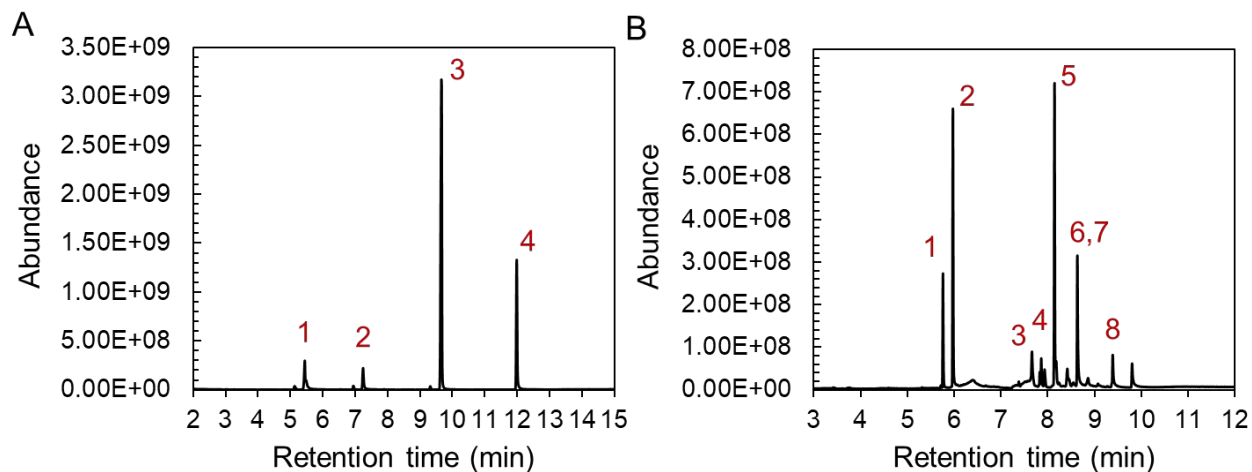 A
3.50E+09
3.00E+09
2.50E+09
2.00E+09
1.50E+09
1.00E+09
5.00E+08
0.00E+00
Abundance
1
2
3
4
2 3 4 5 6 7 8 9 10 11 12 13 14 15
Retention time (min)
B
8.00E+08
7.00E+08
6.00E+08
5.00E+08
4.00E+08
3.00E+08
2.00E+08
1.00E+08
0.00E+00
Abundance
1
2
3
4
5
6,7
8
3 4 5 6 7 8 9 10 11 12
Retention time (min)